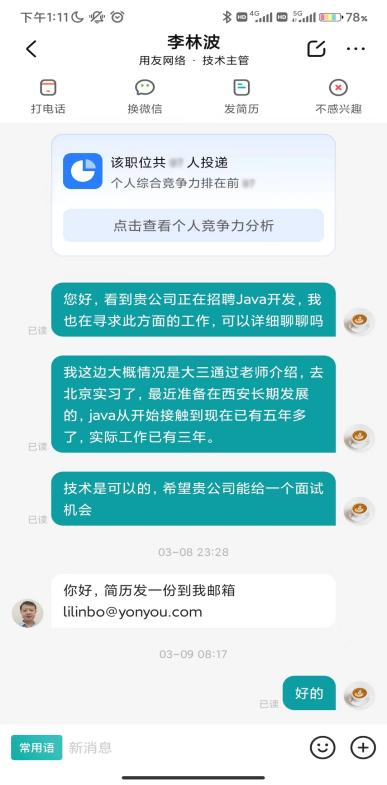 下午1:11
4G
5G
78%
李林波
用友网络 · 技术主管
打电话
换微信
发简历
不感兴趣
该职位共 人投递
个人综合竞争力排在前
点击查看个人竞争力分析
您好，看到贵公司正在招聘Java开发，我
也在寻求此方面的工作，可以详细聊聊吗
已读
我这边大概情况是大三通过老师介绍，去
北京实习了，最近准备在西安长期发展
的，java从开始接触到现在已有五年多
了，实际工作已有三年。
已读
技术是可以的，希望贵公司能给一个面试
机会
已读
03-08 23:28
你好，简历发一份到我邮箱
lilinbo@yonyou.com
03-09 08:17
好的
已读
常用语 新消息